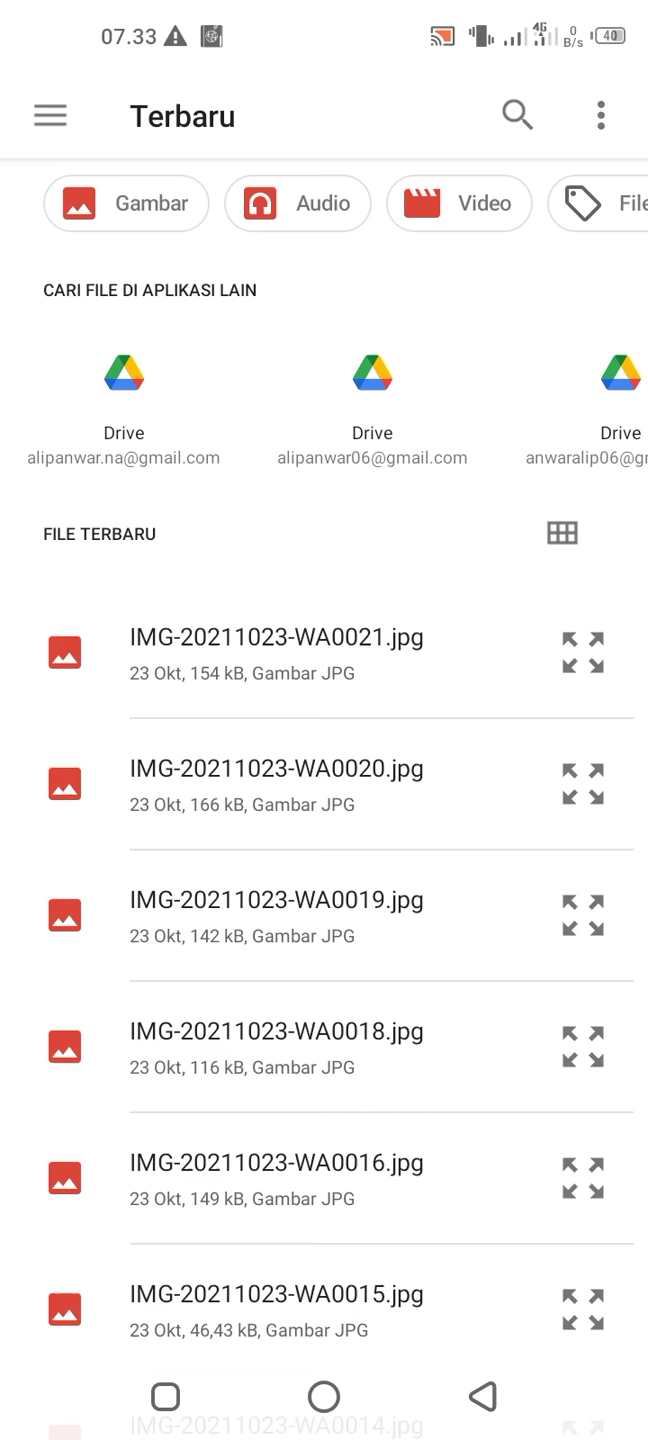 07.33
4G
0
B/s
40
Terbaru
Gambar
Audio
Video
File
CARI FILE DI APLIKASI LAIN
Drive
alipanwar.na@gmail.com
Drive
alipanwar06@gmail.com
Drive
anwaralip06@gr
FILE TERBARU
IMG-20211023-WA0021.jpg
23 Okt, 154 kB, Gambar JPG
IMG-20211023-WA0020.jpg
23 Okt, 166 kB, Gambar JPG
IMG-20211023-WA0019.jpg
23 Okt, 142 kB, Gambar JPG
IMG-20211023-WA0018.jpg
23 Okt, 116 kB, Gambar JPG
IMG-20211023-WA0016.jpg
23 Okt, 149 kB, Gambar JPG
IMG-20211023-WA0015.jpg
23 Okt, 46,43 kB, Gambar JPG
IMG-20211023-WA0014.jpg